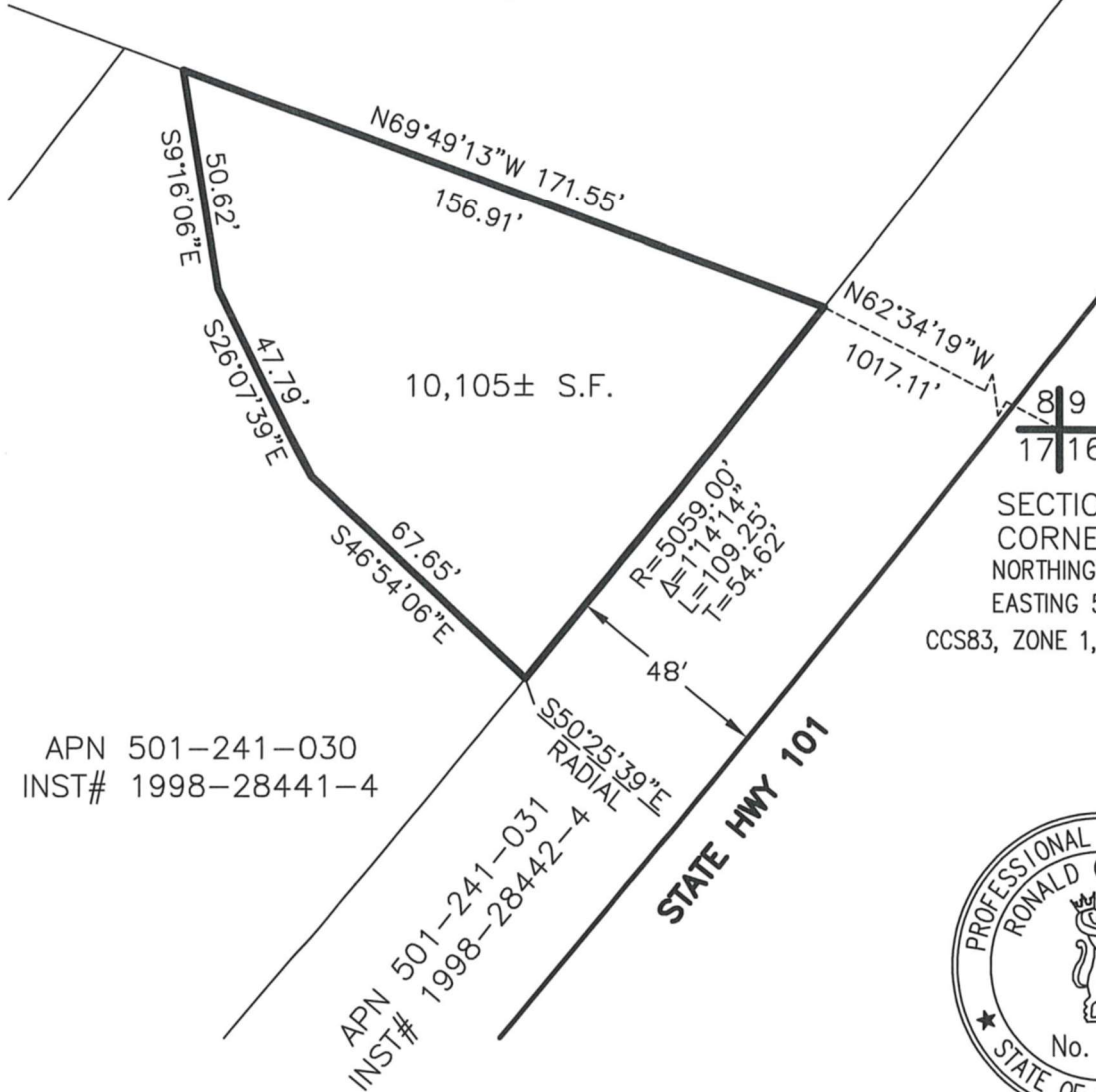 N69°49'13"W 171.55'
156.91'
50.62'
S9°16'06"E
47.79'
S26°07'39"E
10,105± S.F.
67.65'
S46°54'06"E
R=5059.00'
Δ=1°14'14"
L=109.25'
T=54.62'
N62°34'19"W
1017.11'
8 9
17 16
SECTIO
CORNE
NORTHING
EASTING 5
CCS83, ZONE 1,
48'
S50°25'39"E
RADIAL
STATE HWY 101
APN 501-241-030
INST# 1998-28441-4
APN 501-241-031
INST# 1998-28442-4
PROFESSIONAL
RONALD
No.
STATE OF